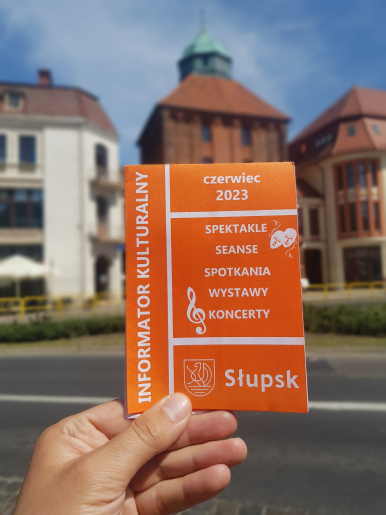 INFORMATOR KULTURALNY
czerwiec
2023
SPEKTAKLE
SEANSE
SPOTKANIA
WYSTAWY
KONCERTY
Słupsk